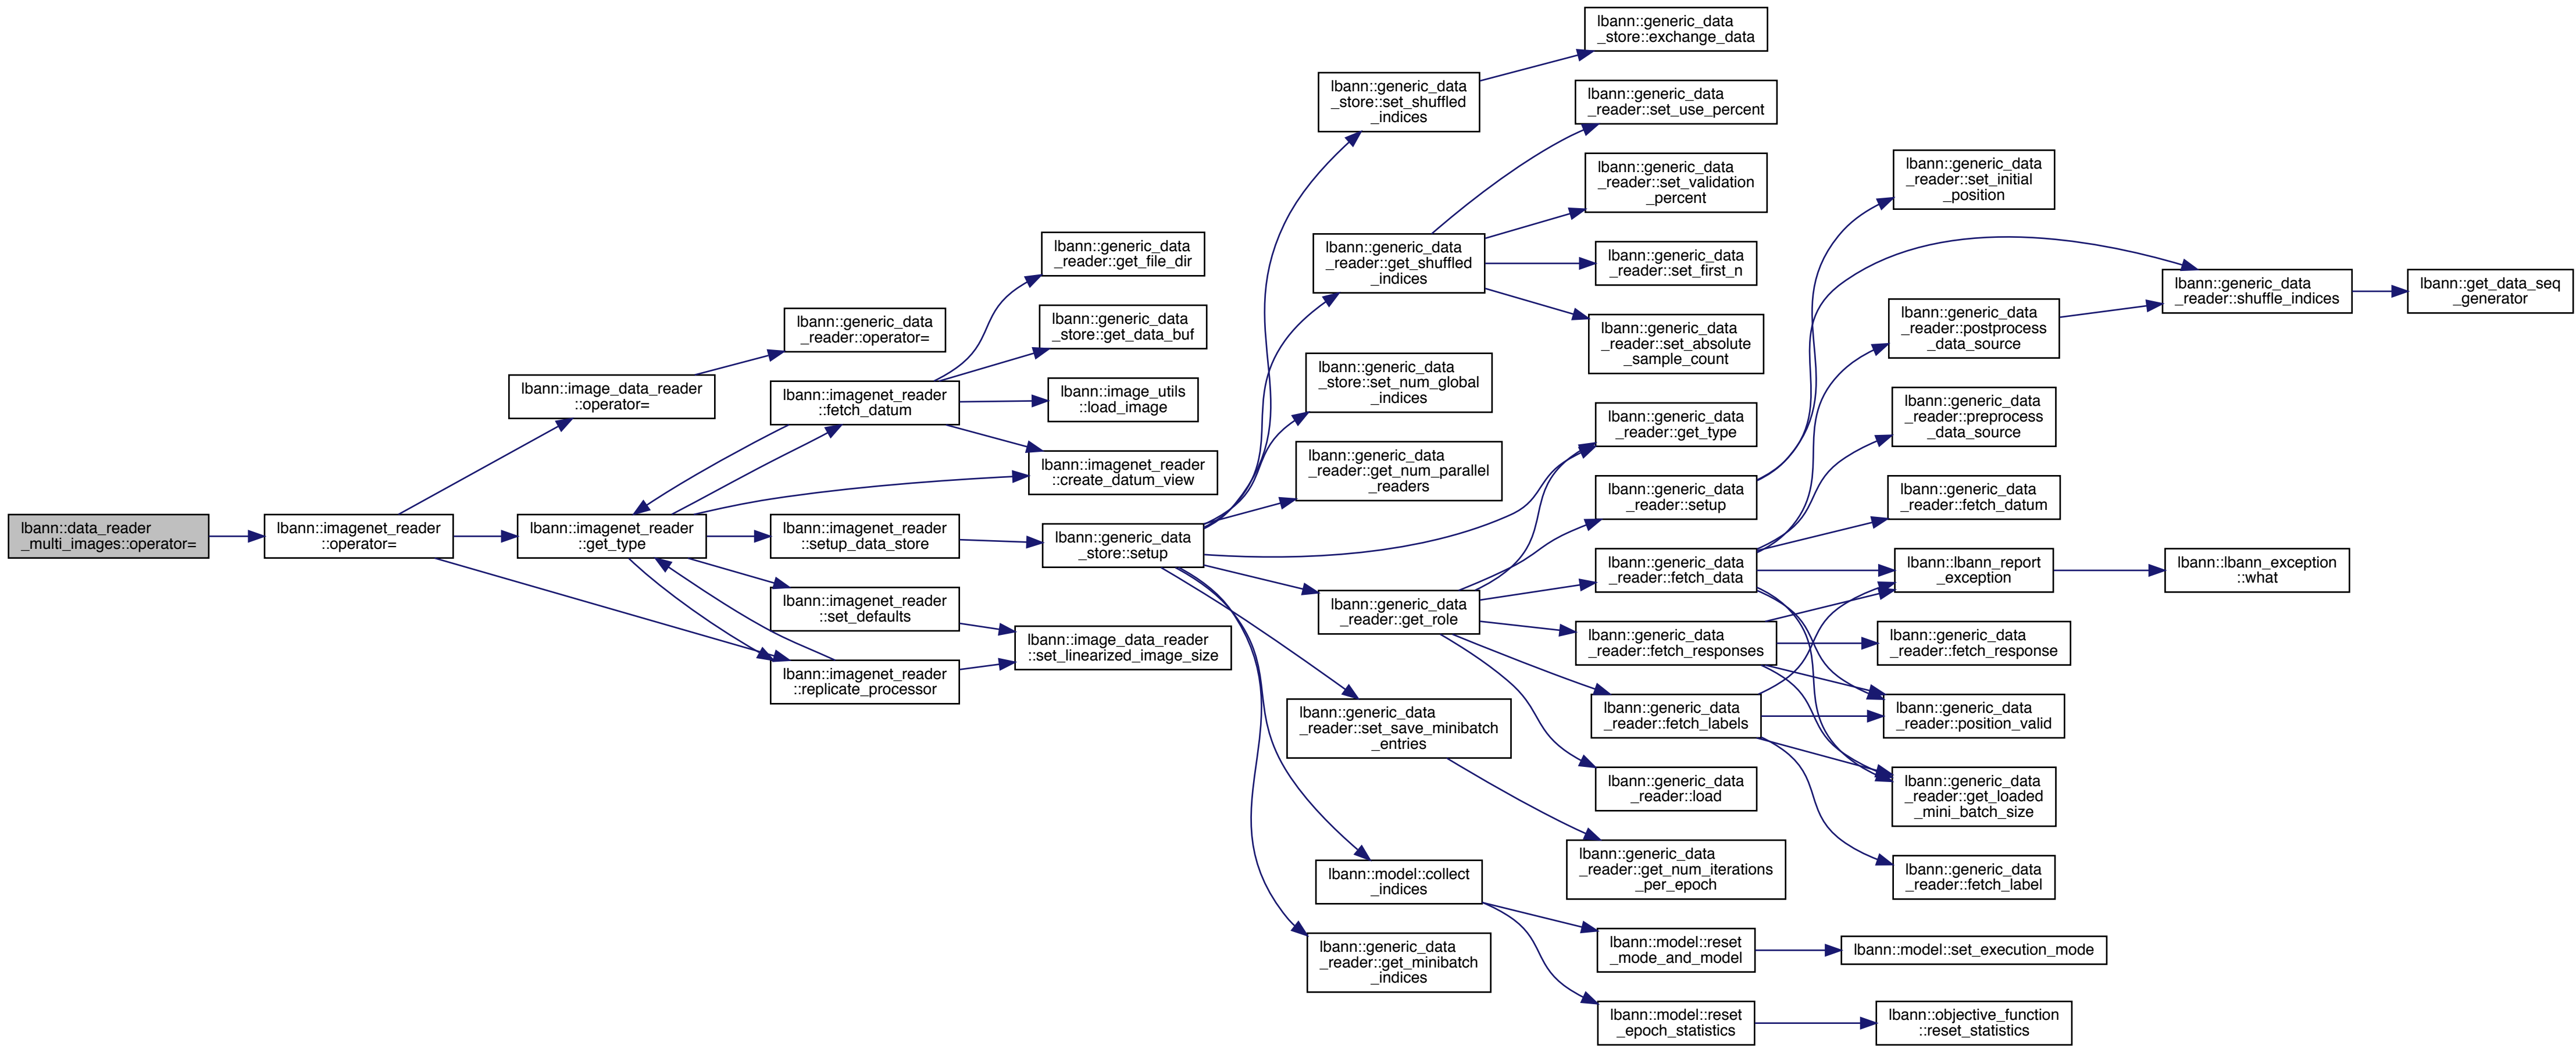 lbann::data_reader
_multi_images::operator=
lbann::imagenet_reader
::operator=
lbann::image_data_reader
::operator=
lbann::imagenet_reader
::get_type
lbann::generic_data
_reader::operator=
lbann::imagenet_reader
::fetch_datum
lbann::imagenet_reader
::setup_data_store
lbann::imagenet_reader
::set_defaults
lbann::imagenet_reader
::replicate_processor
lbann::generic_data
_reader::get_file_dir
lbann::generic_data
_store::get_data_buf
lbann::image_utils
::load_image
lbann::imagenet_reader
::create_datum_view
lbann::generic_data
_store::setup
lbann::image_data_reader
::set_linearized_image_size
lbann::generic_data
_store::set_shuffled
_indices
lbann::generic_data
_reader::get_shuffled
_indices
lbann::generic_data
_store::set_num_global
_indices
lbann::generic_data
_reader::get_num_parallel
_readers
lbann::generic_data
_reader::get_role
lbann::generic_data
_reader::set_save_minibatch
_entries
lbann::model::collect
_indices
lbann::generic_data
_reader::get_minibatch
_indices
lbann::generic_data
_store::exchange_data
lbann::generic_data
_reader::set_use_percent
lbann::generic_data
_reader::set_validation
_percent
lbann::generic_data
_reader::set_first_n
lbann::generic_data
_reader::set_absolute
_sample_count
lbann::generic_data
_reader::get_type
lbann::generic_data
_reader::setup
lbann::generic_data
_reader::fetch_data
lbann::generic_data
_reader::fetch_responses
lbann::generic_data
_reader::fetch_labels
lbann::generic_data
_reader::load
lbann::generic_data
_reader::get_num_iterations
_per_epoch
lbann::model::reset
_mode_and_model
lbann::model::reset
_epoch_statistics
lbann::generic_data
_reader::set_initial
_position
lbann::generic_data
_reader::postprocess
_data_source
lbann::generic_data
_reader::preprocess
_data_source
lbann::generic_data
_reader::fetch_datum
lbann::lbann_report
_exception
lbann::generic_data
_reader::fetch_response
lbann::generic_data
_reader::position_valid
lbann::generic_data
_reader::get_loaded
_mini_batch_size
lbann::generic_data
_reader::fetch_label
lbann::model::set_execution_mode
lbann::objective_function
::reset_statistics
lbann::generic_data
_reader::shuffle_indices
lbann::lbann_exception
::what
lbann::get_data_seq
_generator